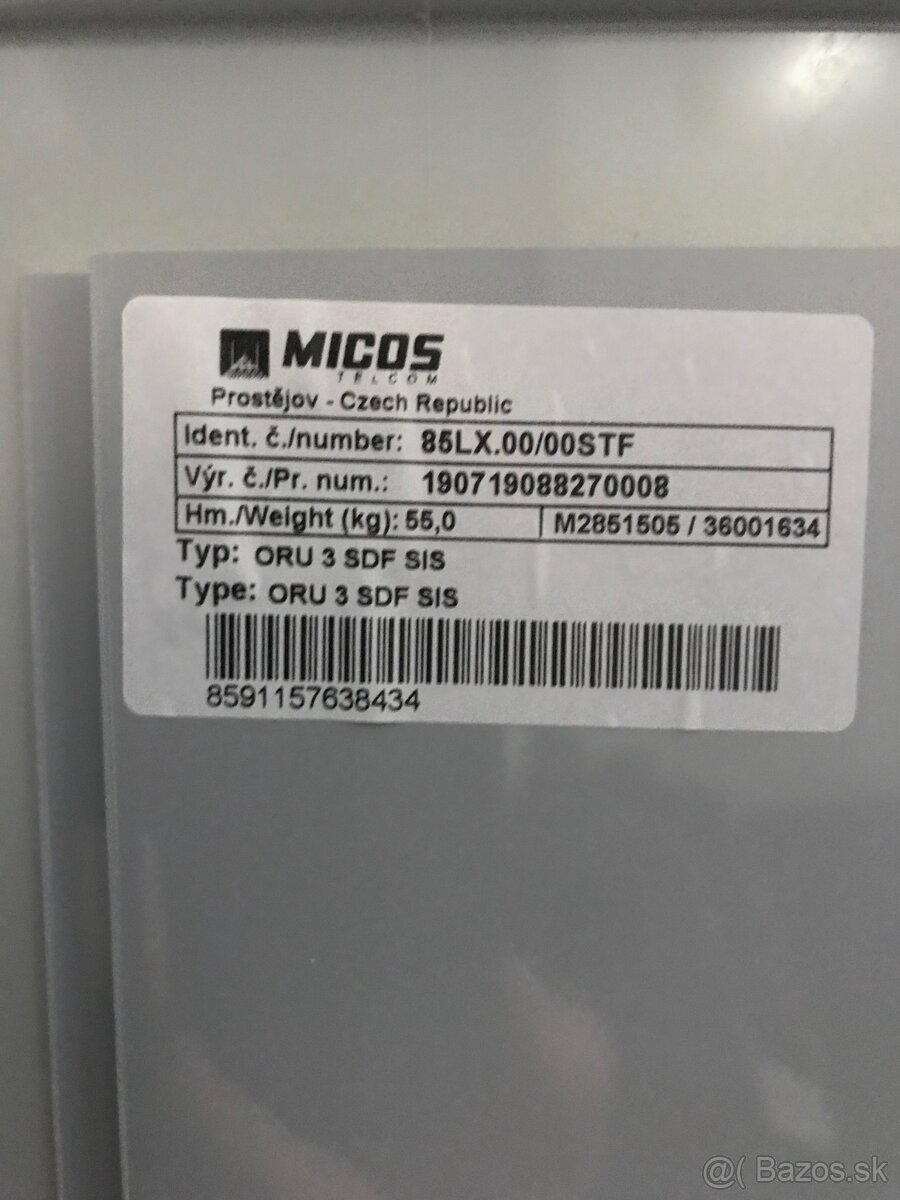 MICOS
TELCOM
Prostějov - Czech Republic
Ident. č./number: 85LX.00/00STF
Výr. č./Pr. num.: 190719088270008
Hm./Weight (kg): 55,0 M2851505 / 36001634
Typ: ORU 3 SDF SIS
Type: ORU 3 SDF SIS
8591157638434
@( Bazos.sk